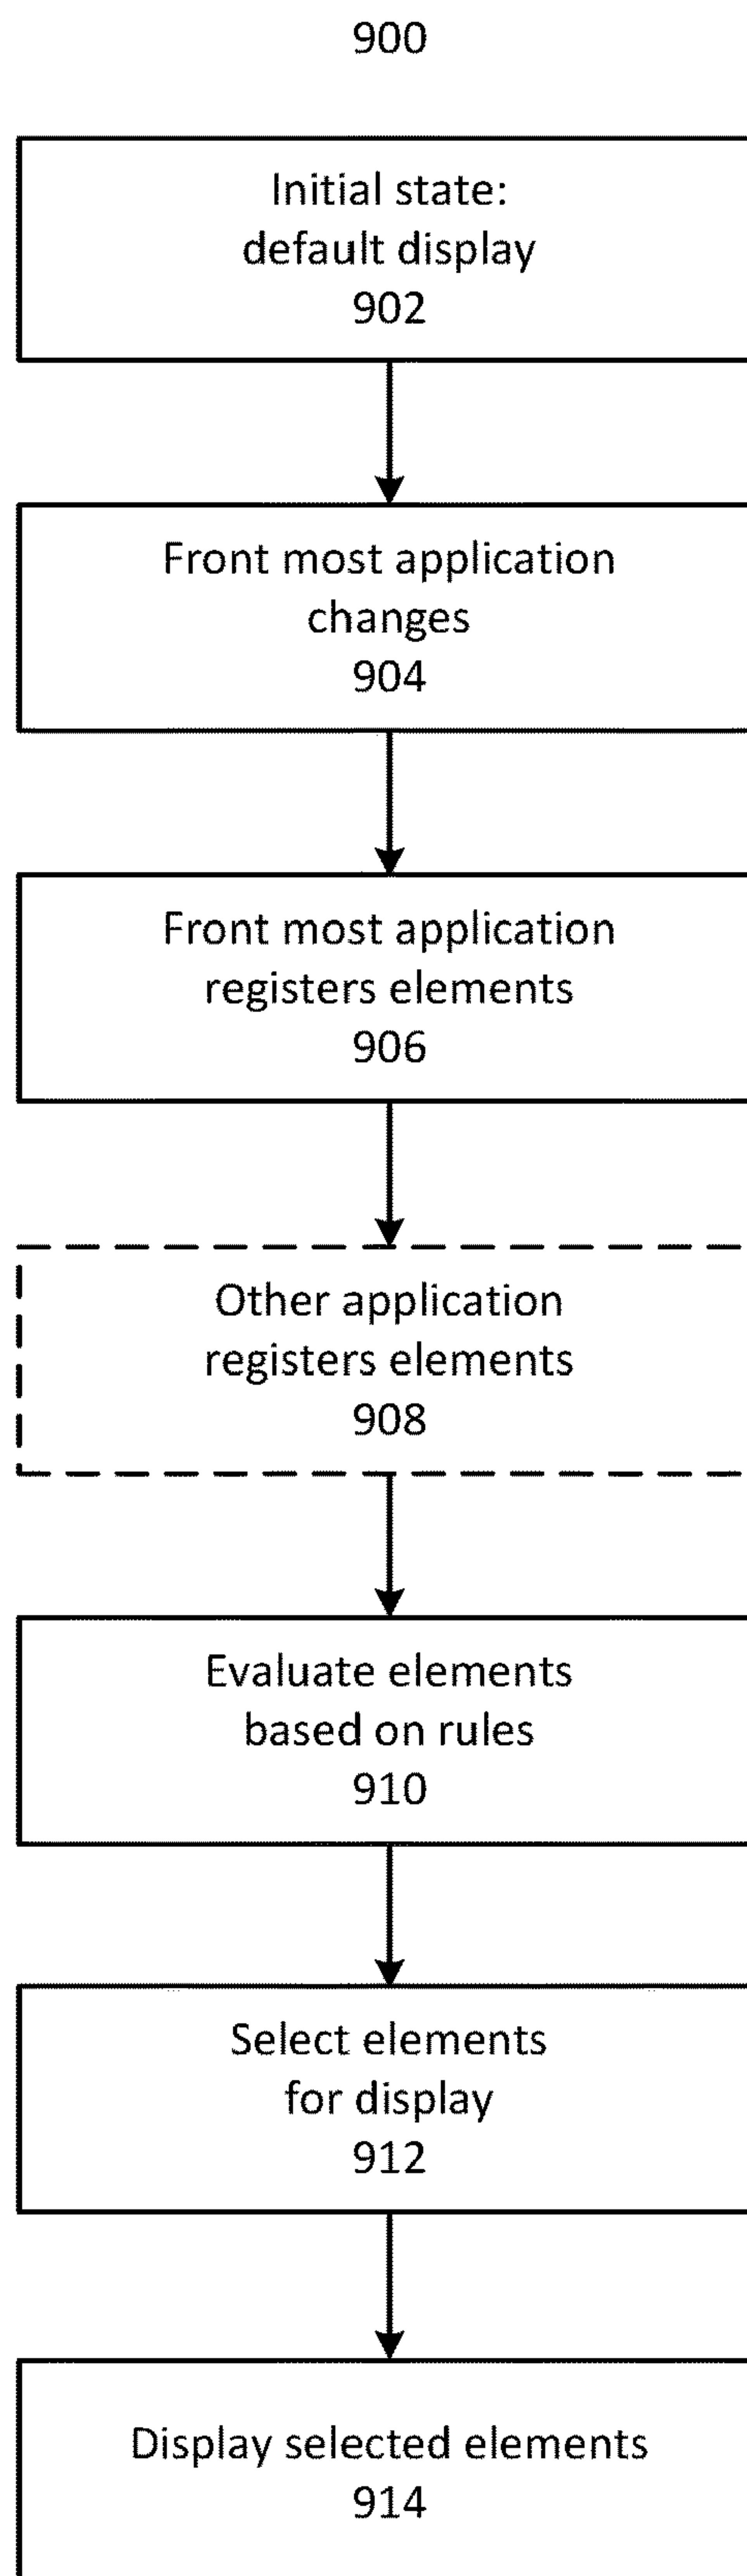 900
Initial state:
default display
902
Front most application
changes
904
Front most application
registers elements
906
Other application
registers elements
908
Evaluate elements
based on rules
910
Select elements
for display
912
Display selected elements
914